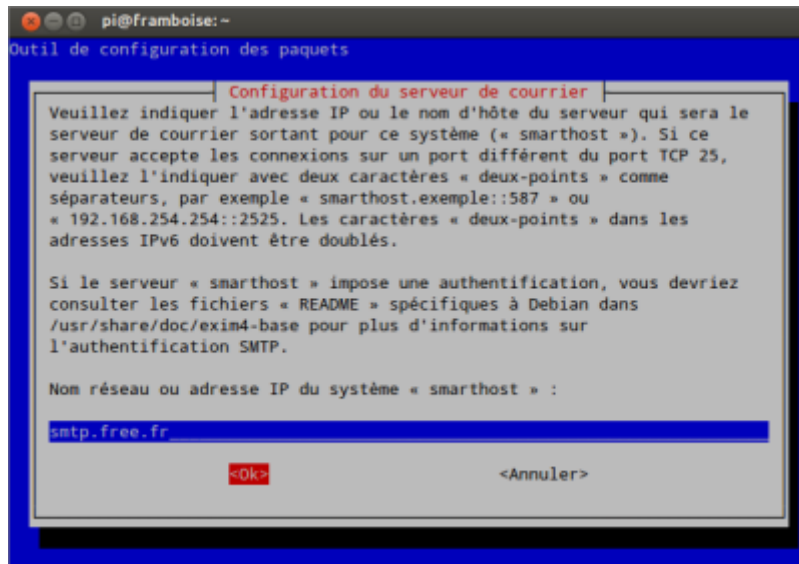 pi@framboise: ~
Outil de configuration des paquets
Configuration du serveur de courrier
Veuillez indiquer l'adresse IP ou le nom d'hôte du serveur qui sera le
serveur de courrier sortant pour ce système (« smarthost »). Si ce
serveur accepte les connexions sur un port différent du port TCP 25,
veuillez l'indiquer avec deux caractères « deux-points » comme
séparateurs, par exemple « smarthost.exemple::587 » ou
« 192.168.254.254::2525. Les caractères « deux-points » dans les
adresses IPv6 doivent être doublés.
Si le serveur « smarthost » impose une authentification, vous devriez
consulter les fichiers « README » spécifiques à Debian dans
/usr/share/doc/exim4-base pour plus d'informations sur
l'authentification SMTP.
Nom réseau ou adresse IP du système « smarthost » :
smtp.free.fr
<Ok> <Annuler>